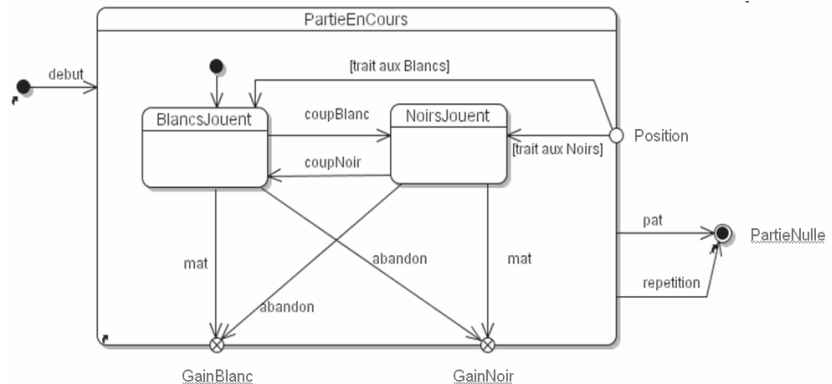 PartieEnCours
debut
[trait aux Blancs]
BlancsJouent
coupBlanc
NoirsJouent
Position
[trait aux Noirs]
coupNoir
pat
PartieNulle
mat
abandon
mat
repetition
abandon
GainBlanc
GainNoir